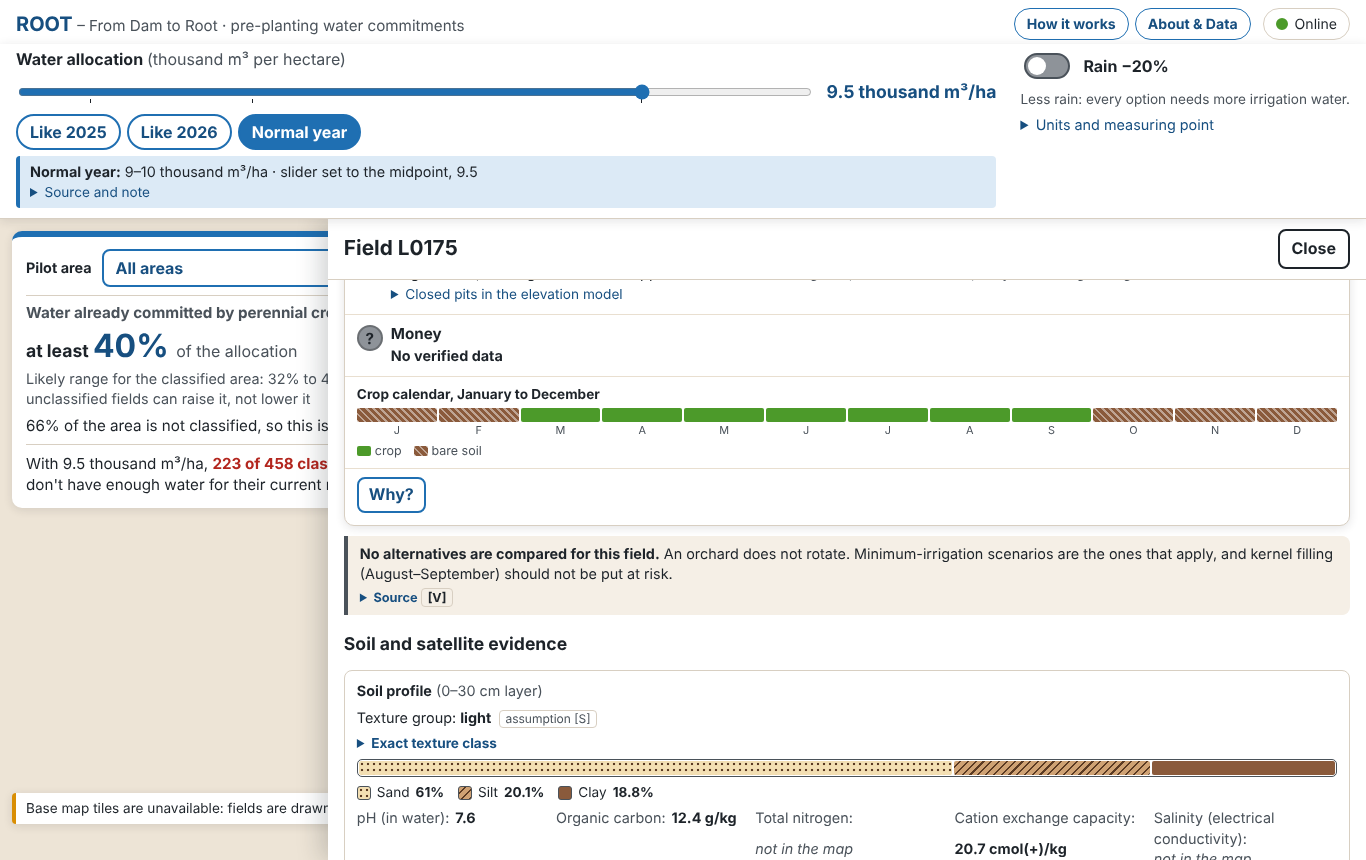 ROOT – From Dam to Root · pre-planting water commitments
How it works
About & Data
Online
Water allocation (thousand m³ per hectare)
9.5 thousand m³/ha
Like 2025
Like 2026
Normal year
Normal year: 9–10 thousand m³/ha · slider set to the midpoint, 9.5
Source and note
Rain −20%
Less rain: every option needs more irrigation water.
Units and measuring point
Pilot area
All areas
Water already committed by perennial
at least 40% of the allocation
Likely range for the classified area: 32% to
unclassified fields can raise it, not lower it
66% of the area is not classified, so this is
With 9.5 thousand m³/ha, 223 of 458
don't have enough water for their current
Base map tiles are unavailable: fields are
Field L0175
Close
Closed pits in the elevation model
?
Money
No verified data
Crop calendar, January to December
J F M A M J J A S O N D
crop
bare soil
Why?
No alternatives are compared for this field. An orchard does not rotate. Minimum-irrigation scenarios are the ones that apply, and kernel filling
(August–September) should not be put at risk.
Source [V]
Soil and satellite evidence
Soil profile (0–30 cm layer)
Texture group: light assumption [S]
Exact texture class
Sand 61% Silt 20.1% Clay 18.8%
pH (in water): 7.6
Organic carbon: 12.4 g/kg
Total nitrogen:
not in the map
Cation exchange capacity:
20.7 cmol(+)/kg
Salinity (electrical
conductivity):
not in the map